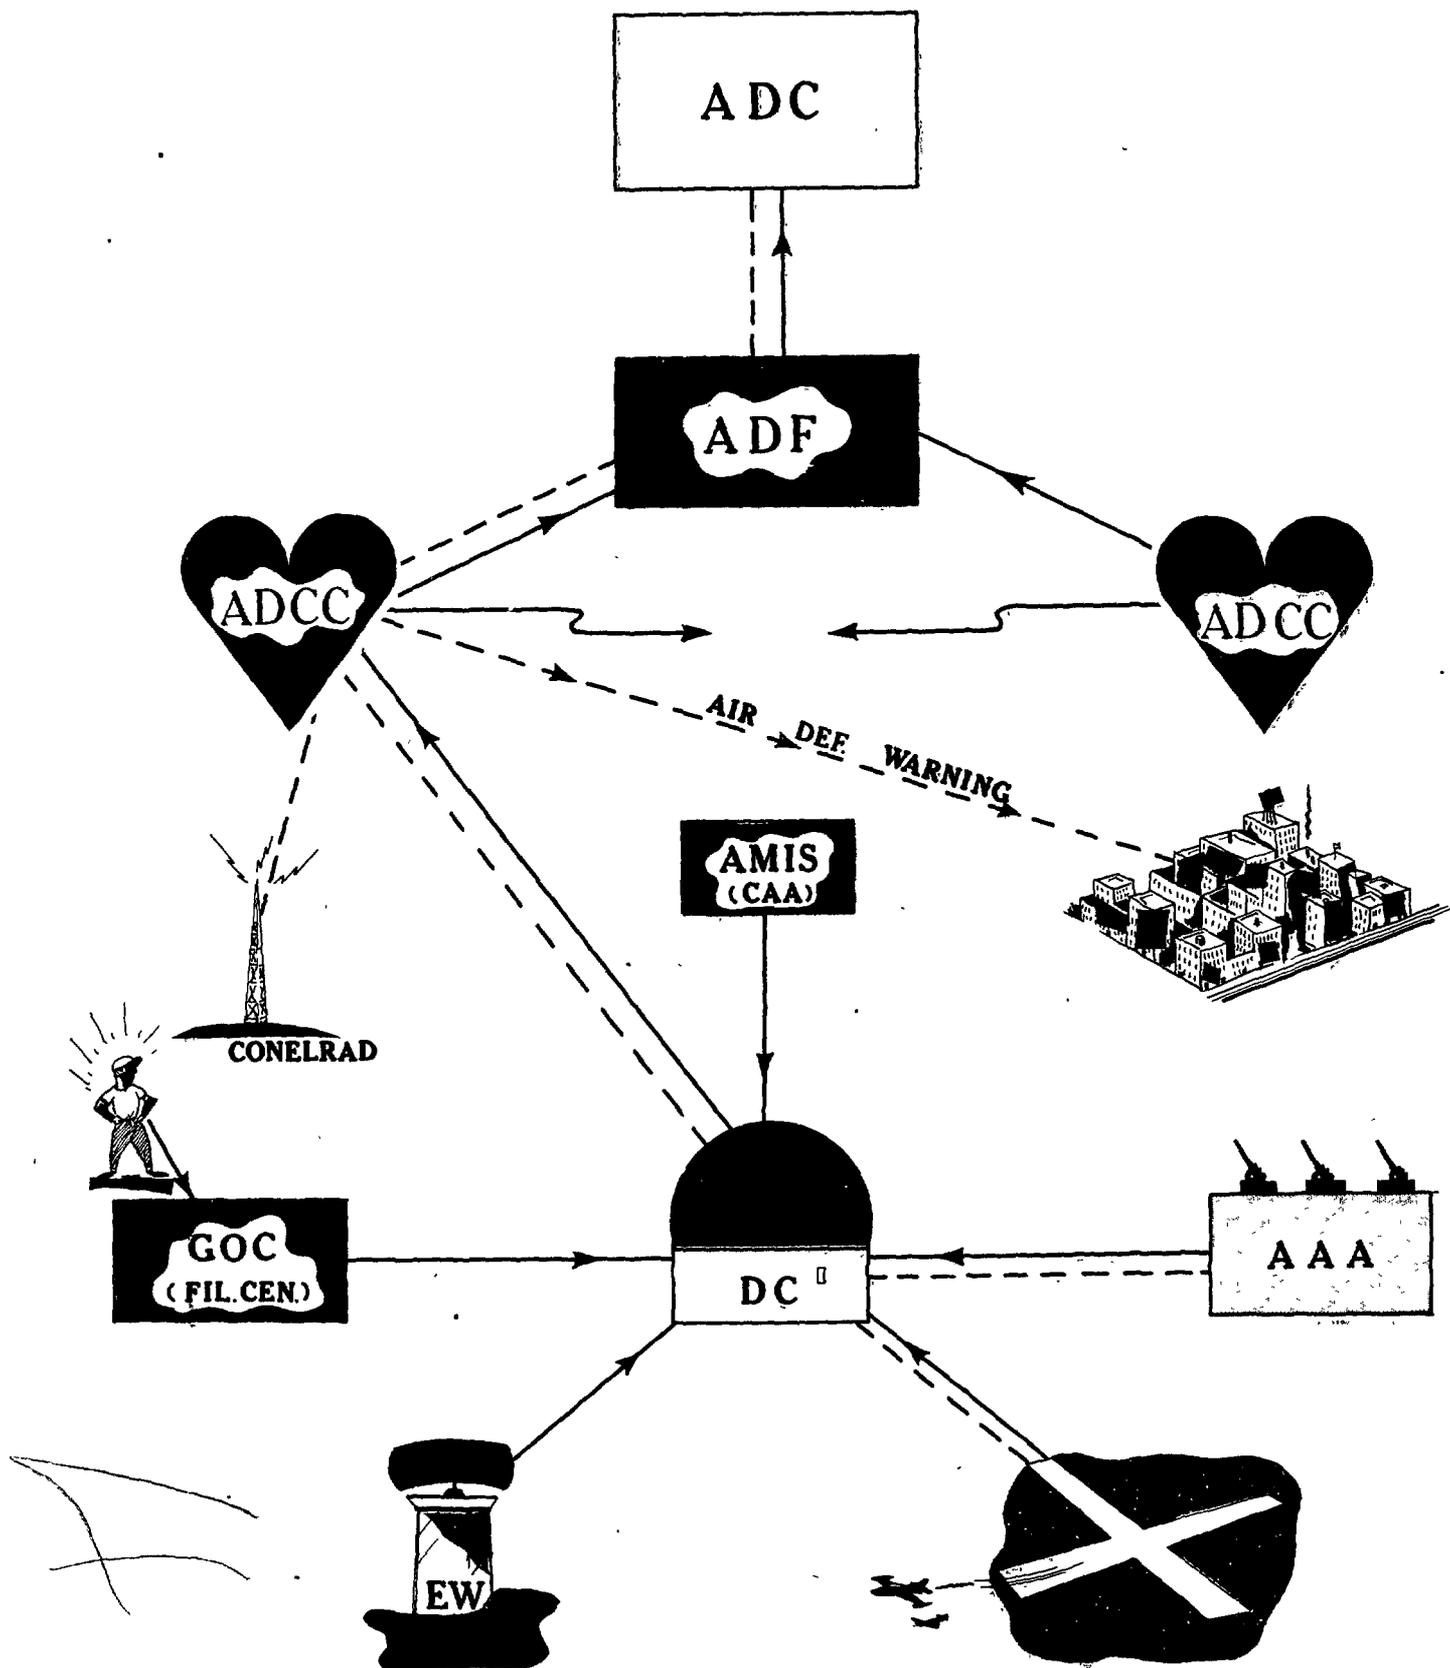 ADC
ADF
ADCC
ADCC
AIR DEF. WARNING
AMIS
(CAA)
CONELRAD
GOC
(FIL.CEN.)
DC
AAA
EW